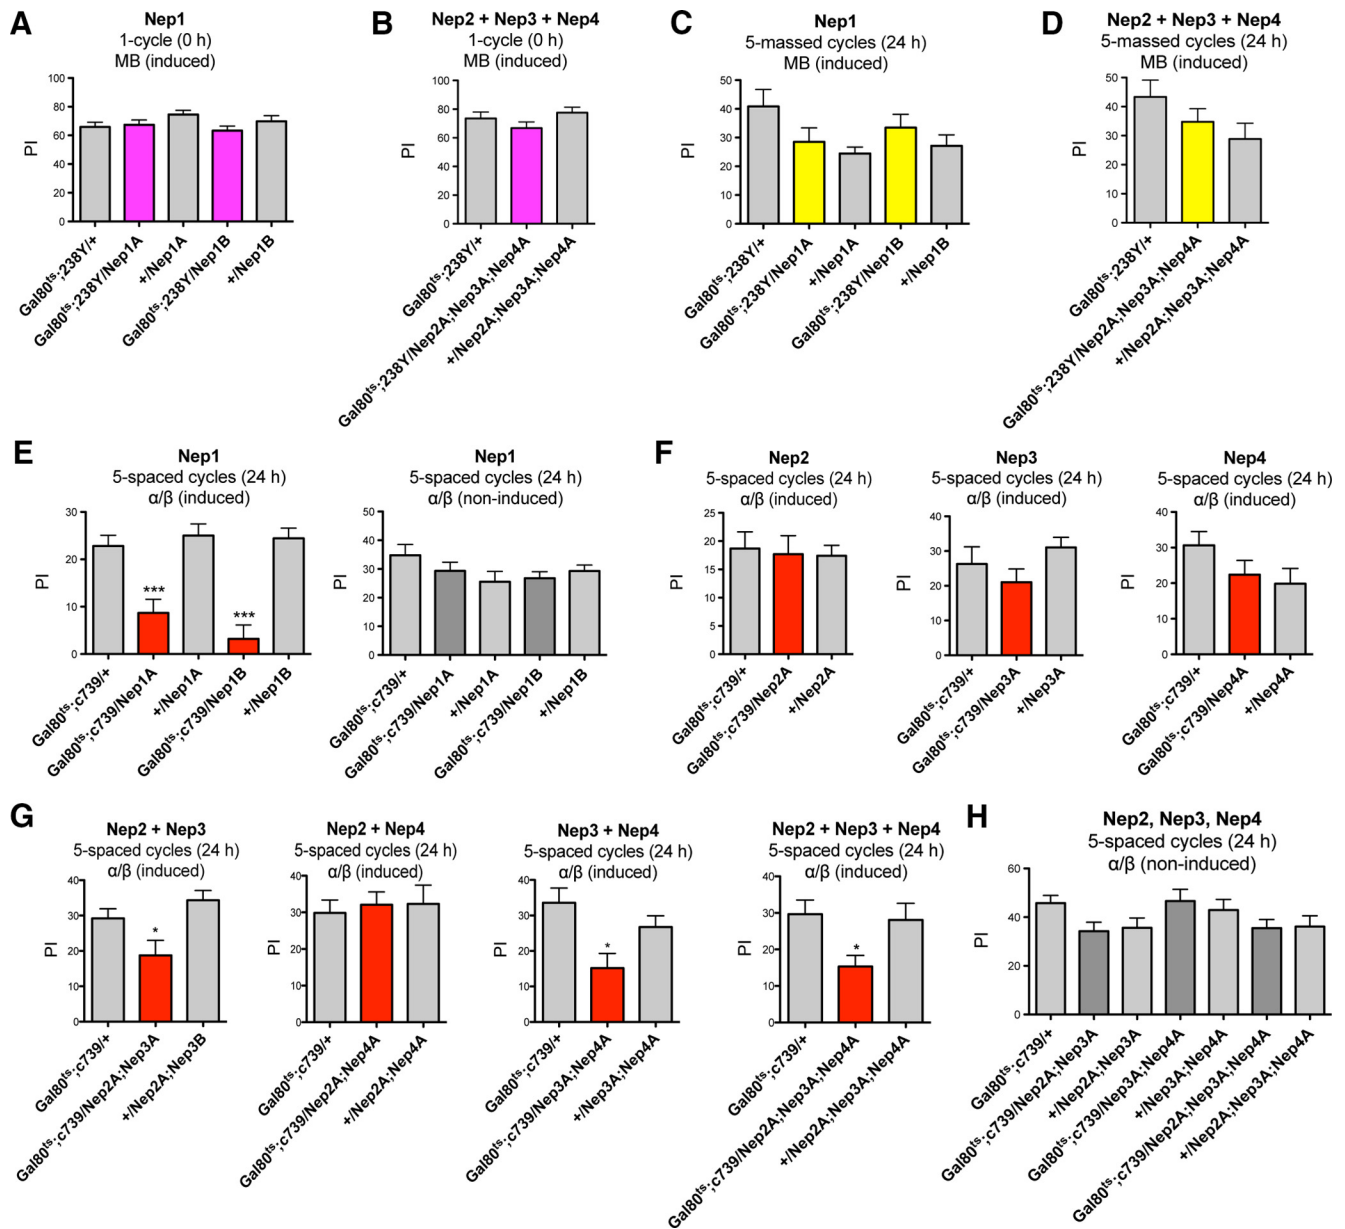 A
Nep1
1-cycle (0 h)
MB (induced)
PI
100
80
60
40
20
0
Gal80ts;238Y/+
Gal80ts;238Y/Nep1A
+/Nep1A
Gal80ts;238Y/Nep1B
+/Nep1B
B
Nep2 + Nep3 + Nep4
1-cycle (0 h)
MB (induced)
PI
100
80
60
40
20
0
Gal80ts;238Y/+
Gal80ts;238Y/Nep2A;Nep3A;Nep4A
+/Nep2A;Nep3A;Nep4A
C
Nep1
5-massed cycles (24 h)
MB (induced)
PI
50
40
30
20
10
0
Gal80ts;238Y/+
Gal80ts;238Y/Nep1A
+/Nep1A
Gal80ts;238Y/Nep1B
+/Nep1B
D
Nep2 + Nep3 + Nep4
5-massed cycles (24 h)
MB (induced)
PI
50
40
30
20
10
0
Gal80ts;238Y/+
Gal80ts;238Y/Nep2A;Nep3A;Nep4A
+/Nep2A;Nep3A;Nep4A
E
Nep1
5-spaced cycles (24 h)
α/β (induced)
PI
30
20
10
0
***
***
Gal80ts;c739/+
Gal80ts;c739/Nep1A
+/Nep1A
Gal80ts;c739/Nep1B
+/Nep1B
Nep1
5-spaced cycles (24 h)
α/β (non-induced)
PI
50
40
30
20
10
0
Gal80ts;c739/+
Gal80ts;c739/Nep1A
+/Nep1A
Gal80ts;c739/Nep1B
+/Nep1B
F
Nep2
5-spaced cycles (24 h)
α/β (induced)
PI
25
20
15
10
5
0
Gal80ts;c739/+
Gal80ts;c739/Nep2A
+/Nep2A
Nep3
5-spaced cycles (24 h)
α/β (induced)
PI
40
30
20
10
0
Gal80ts;c739/+
Gal80ts;c739/Nep3A
+/Nep3A
Nep4
5-spaced cycles (24 h)
α/β (induced)
PI
40
30
20
10
0
Gal80ts;c739/+
Gal80ts;c739/Nep4A
+/Nep4A
G
Nep2 + Nep3
5-spaced cycles (24 h)
α/β (induced)
PI
40
30
20
10
0
*
Gal80ts;c739/+
Gal80ts;c739/Nep2A;Nep3A
+/Nep2A;Nep3B
Nep2 + Nep4
5-spaced cycles (24 h)
α/β (induced)
PI
40
30
20
10
0
Gal80ts;c739/+
Gal80ts;c739/Nep2A;Nep4A
+/Nep2A;Nep4A
Nep3 + Nep4
5-spaced cycles (24 h)
α/β (induced)
PI
40
30
20
10
0
*
Gal80ts;c739/+
Gal80ts;c739/Nep3A;Nep4A
+/Nep3A;Nep4A
Nep2 + Nep3 + Nep4
5-spaced cycles (24 h)
α/β (induced)
PI
40
30
20
10
0
*
Gal80ts;c739/+
Gal80ts;c739/Nep2A;Nep3A;Nep4A
+/Nep2A;Nep3A;Nep4A
H
Nep2, Nep3, Nep4
5-spaced cycles (24 h)
α/β (non-induced)
PI
60
40
20
0
Gal80ts;c739/+
Gal80ts;c739/Nep2A;Nep3A
+/Nep2A;Nep3A
Gal80ts;c739/Nep3A;Nep4A
+/Nep3A;Nep4A
Gal80ts;c739/Nep2A;Nep3A;Nep4A
+/Nep2A;Nep3A;Nep4A